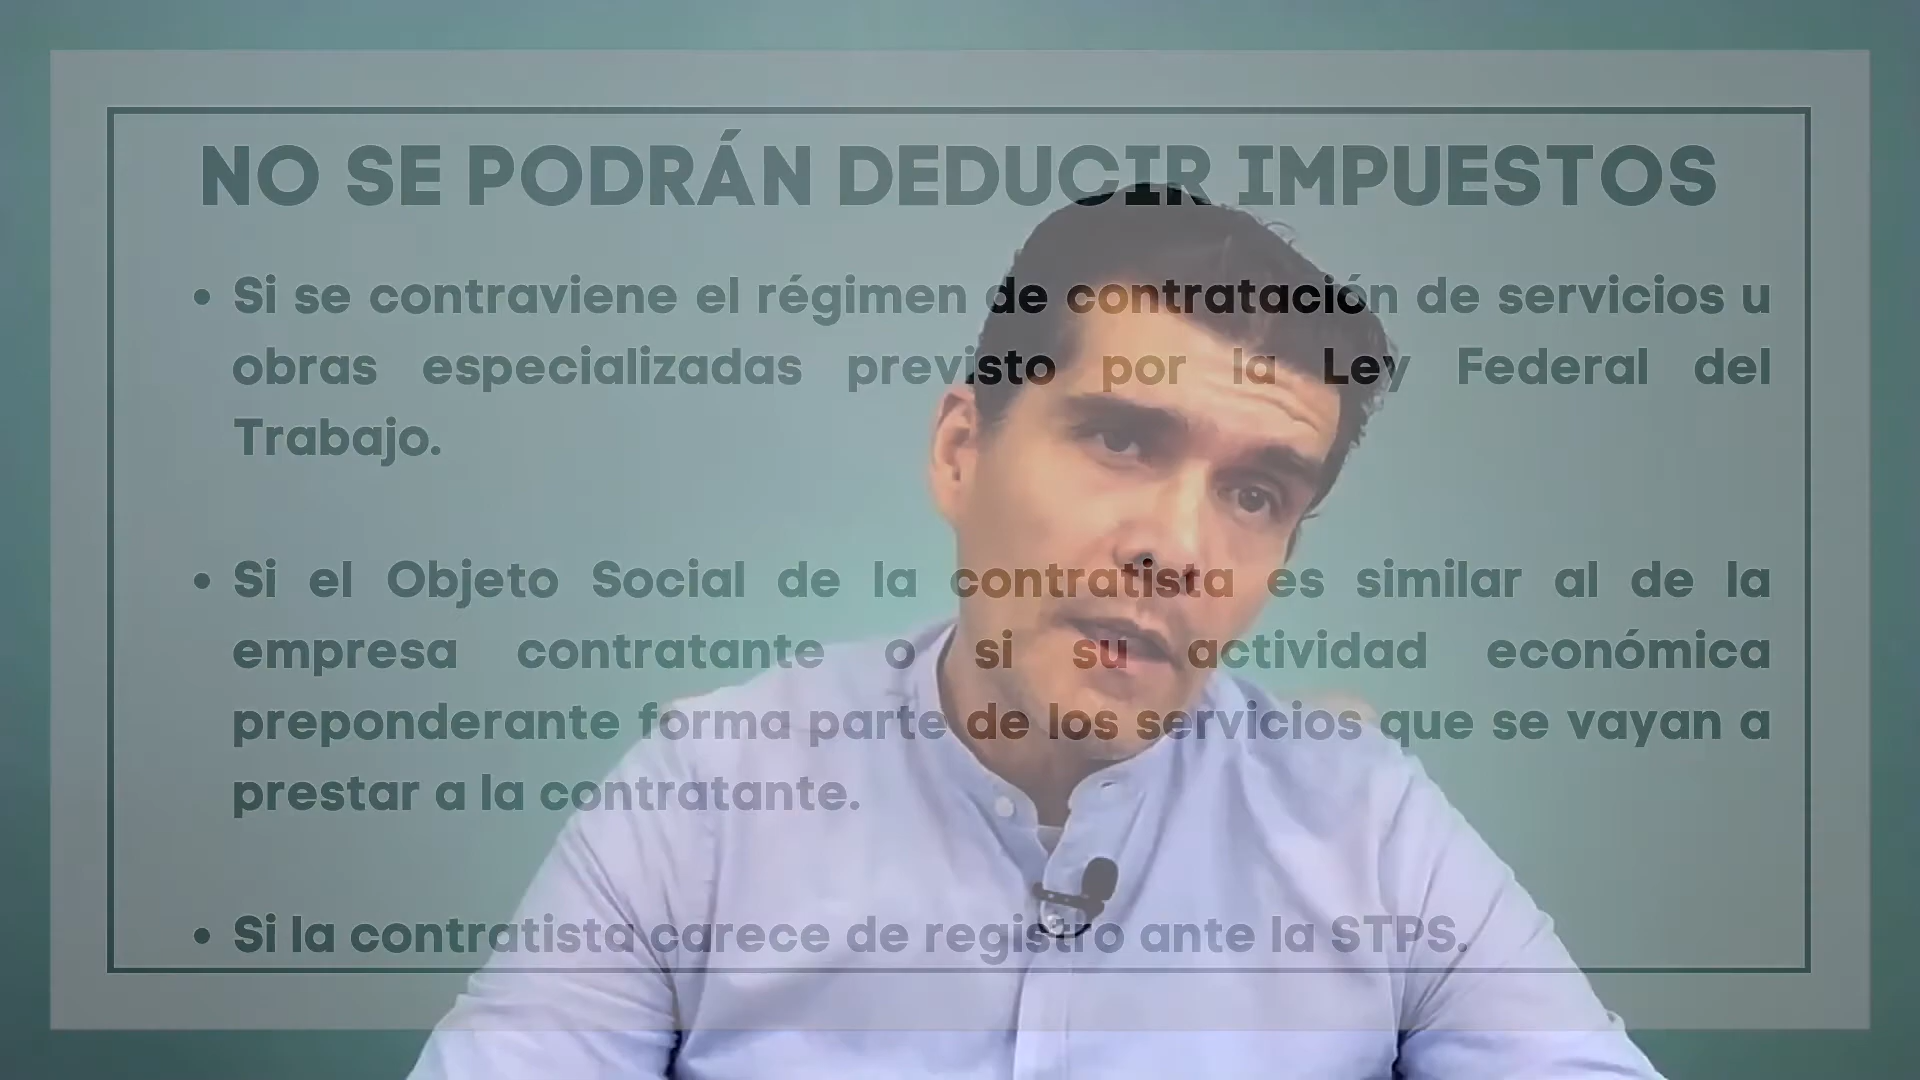 NO SE PODRÁN DEDUCIR IMPUESTOS
• Si se contraviene el régimen de contratación de servicios u
obras especializadas previsto por la Ley Federal del
Trabajo.
• Si el Objeto Social de la contratista es similar al de la
empresa contratante o si su actividad económica
preponderante forma parte de los servicios que se vayan a
prestar a la contratante.
• Si la contratista carece de registro ante la STPS.